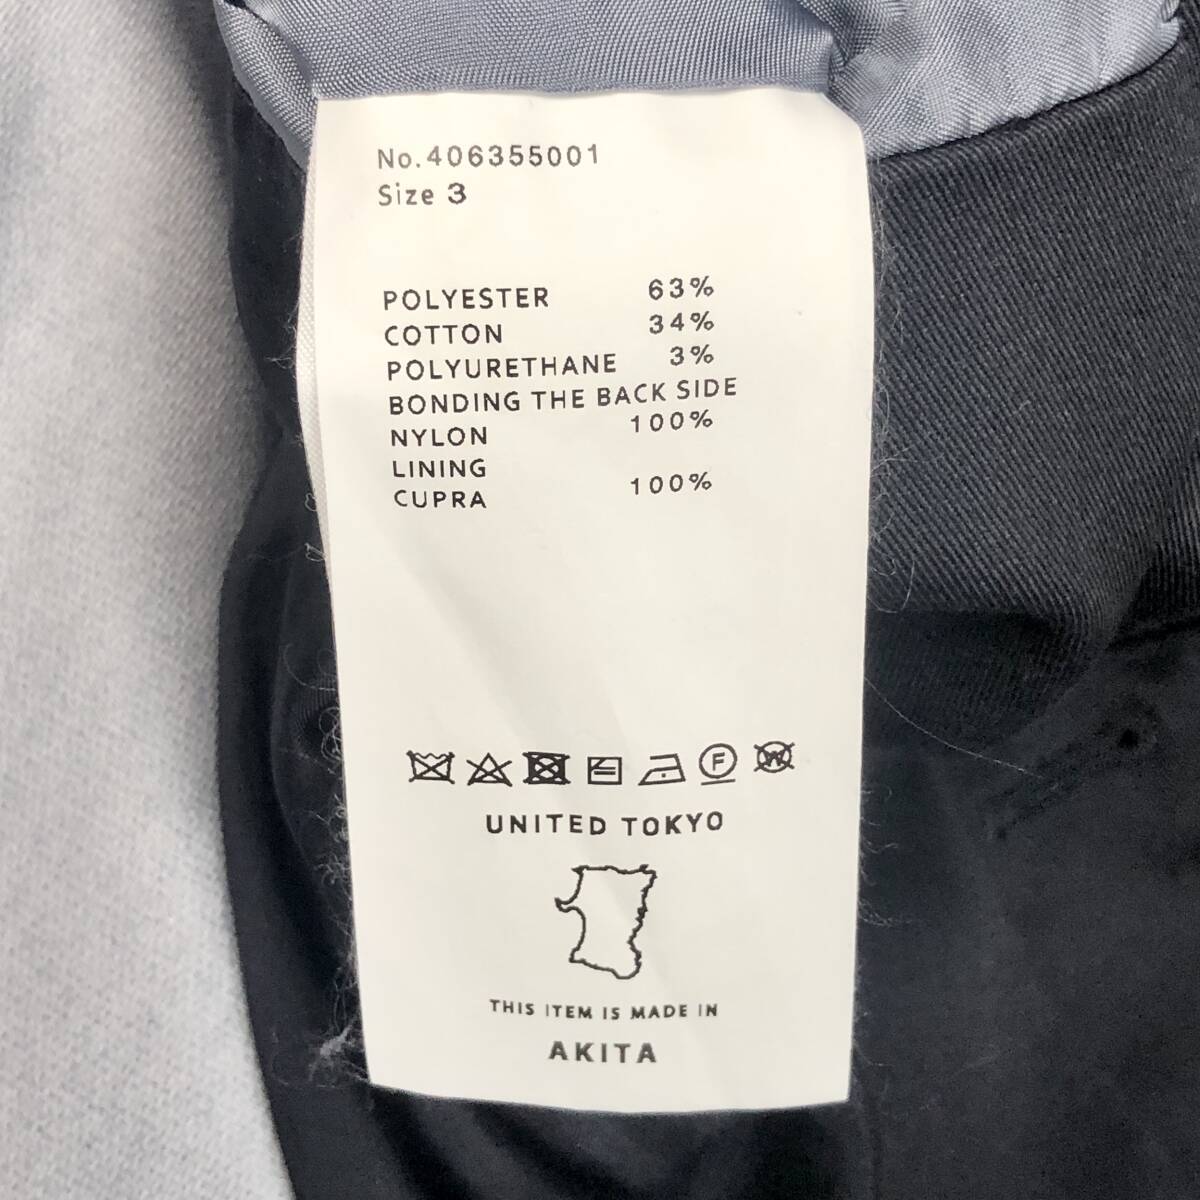 No.406355001
Size 3
POLYESTER 63%
COTTON 34%
POLYURETHANE 3%
BONDING THE BACK SIDE
NYLON 100%
LINING
CUPRA 100%
F W
UNITED TOKYO
THIS ITEM IS MADE IN
AKITA